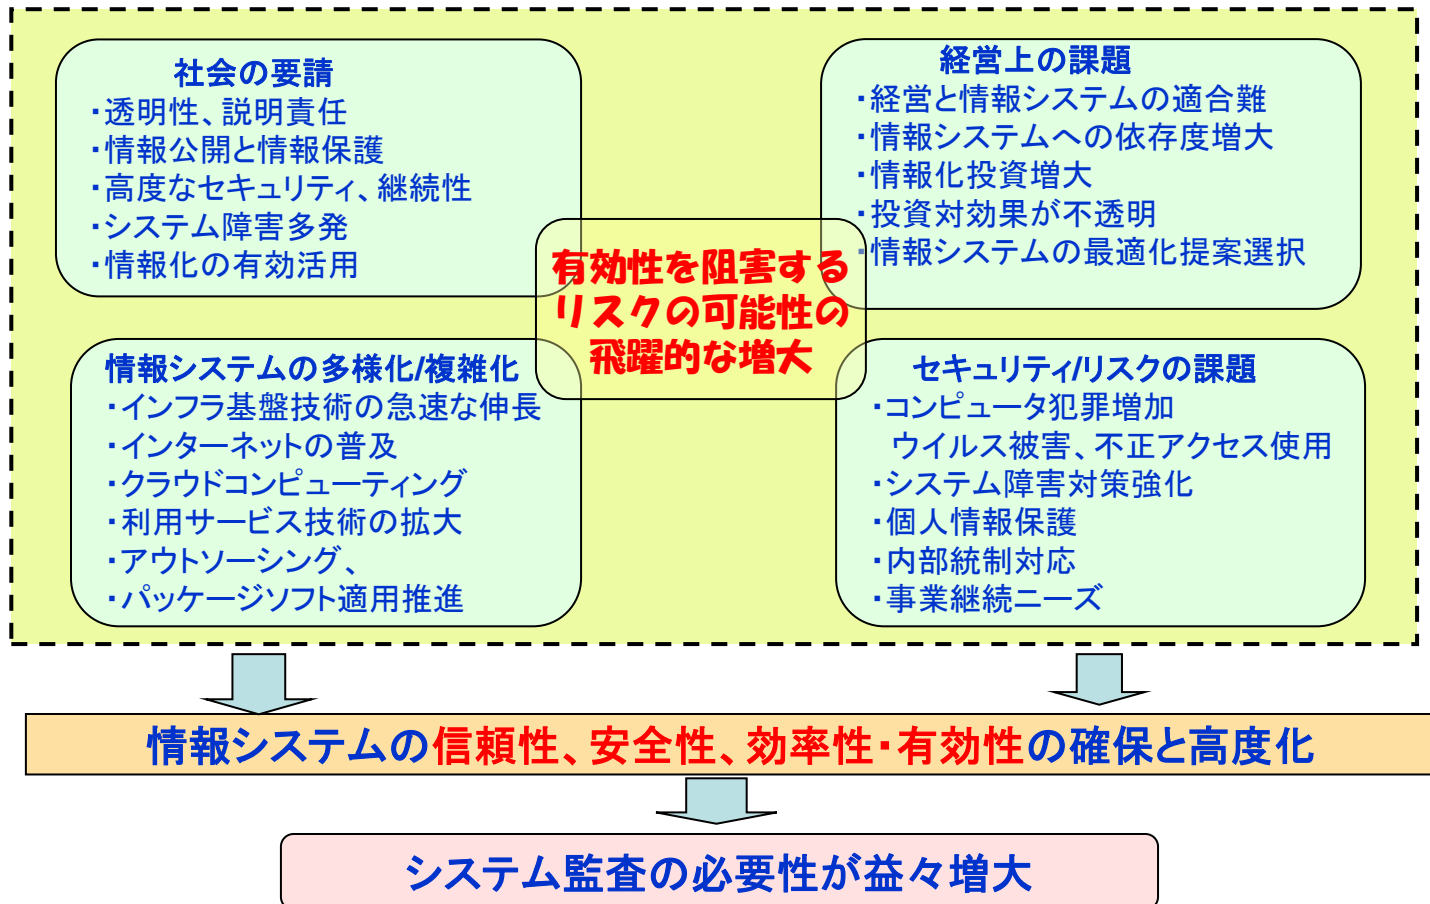 社会の要請
・透明性、説明責任
・情報公開と情報保護
・高度なセキュリティ、継続性
・システム障害多発
・情報化の有効活用
経営上の課題
・経営と情報システムの適合難
・情報システムへの依存度増大
・情報化投資増大
・投資対効果が不透明
・情報システムの最適化提案選択
有効性を阻害する
リスクの可能性の
飛躍的な増大
情報システムの多様化/複雑化
・インフラ基盤技術の急速な伸長
・インターネットの普及
・クラウドコンピューティング
・利用サービス技術の拡大
・アウトソーシング、
・パッケージソフト適用推進
セキュリティ/リスクの課題
・コンピュータ犯罪増加
ウイルス被害、不正アクセス使用
・システム障害対策強化
・個人情報保護
・内部統制対応
・事業継続ニーズ
情報システムの信頼性、安全性、効率性・有効性の確保と高度化
システム監査の必要性が益々増大